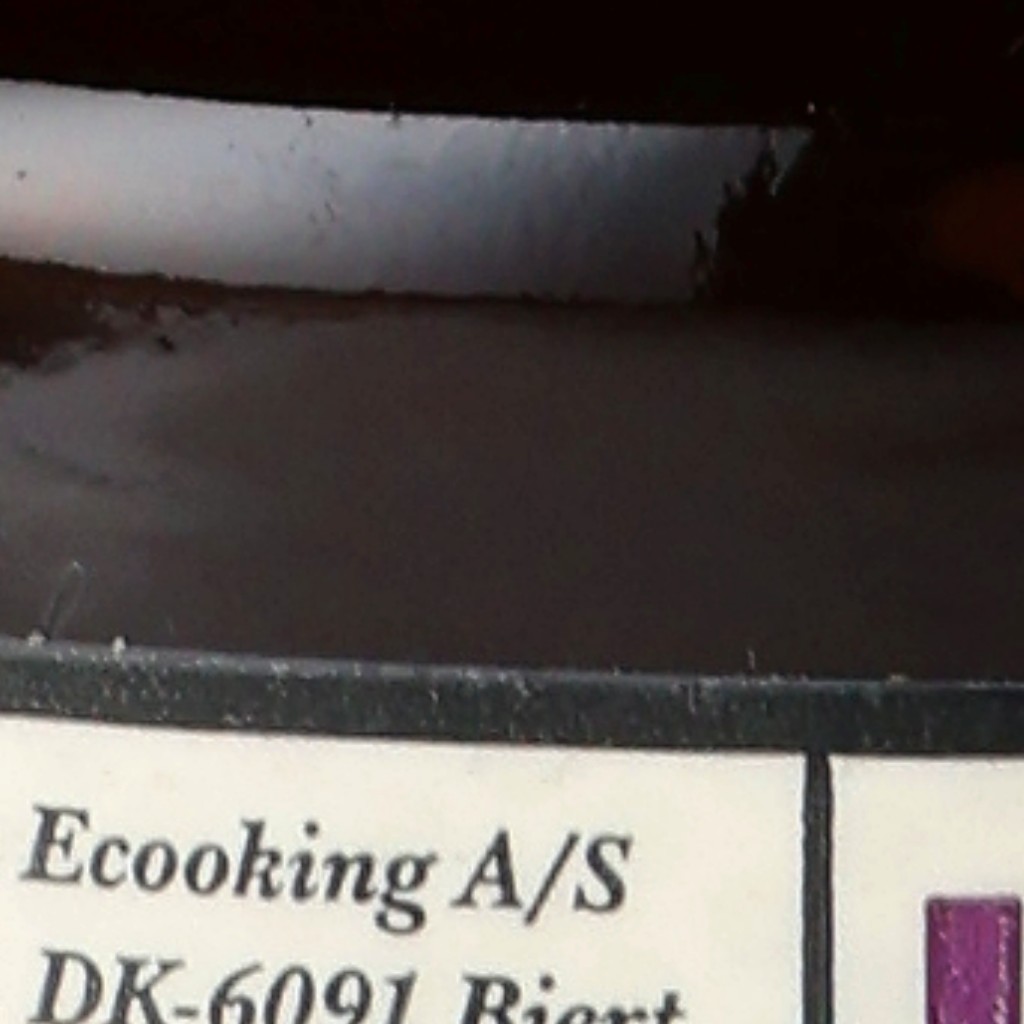 Ecooking A/S
DK-6091 Bjert